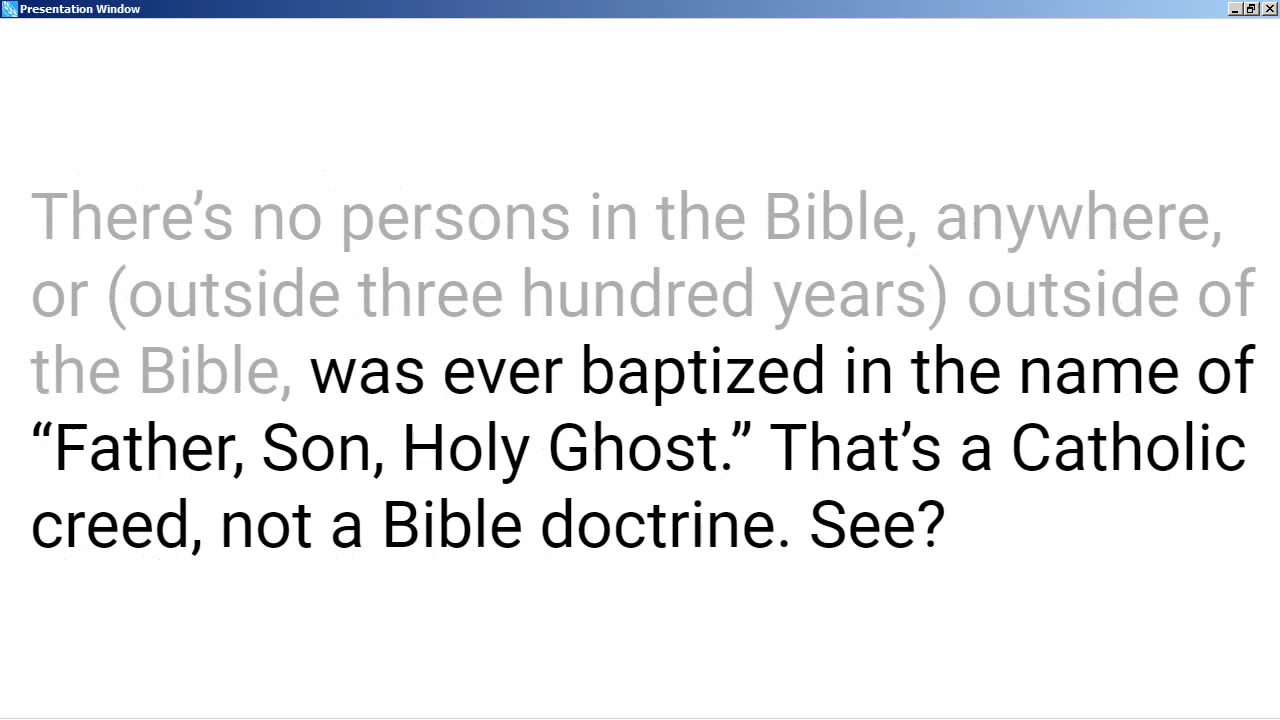 Presentation Window
There’s no persons in the Bible, anywhere,
or (outside three hundred years) outside of
the Bible, was ever baptized in the name of
“Father, Son, Holy Ghost.” That’s a Catholic
creed, not a Bible doctrine. See?